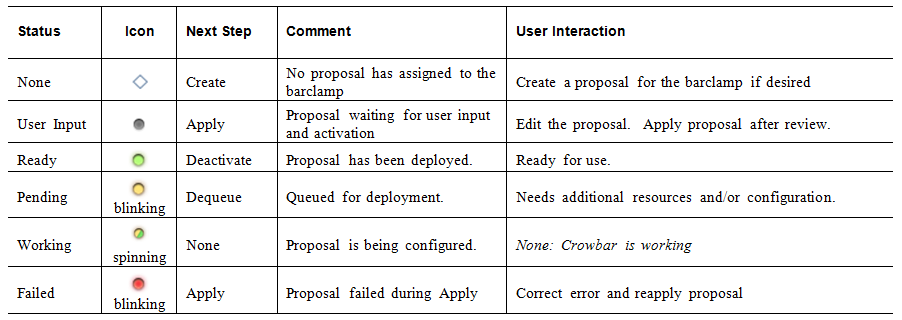 Status Icon Next Step Comment User Interaction
None Create No proposal has assigned to the barclamp Create a proposal for the barclamp if desired
User Input Apply Proposal waiting for user input and activation Edit the proposal. Apply proposal after review.
Ready Deactivate Proposal has been deployed. Ready for use.
Pending blinking Dequeue Queued for deployment. Needs additional resources and/or configuration.
Working spinning None Proposal is being configured. None: Crowbar is working
Failed blinking Apply Proposal failed during Apply Correct error and reapply proposal